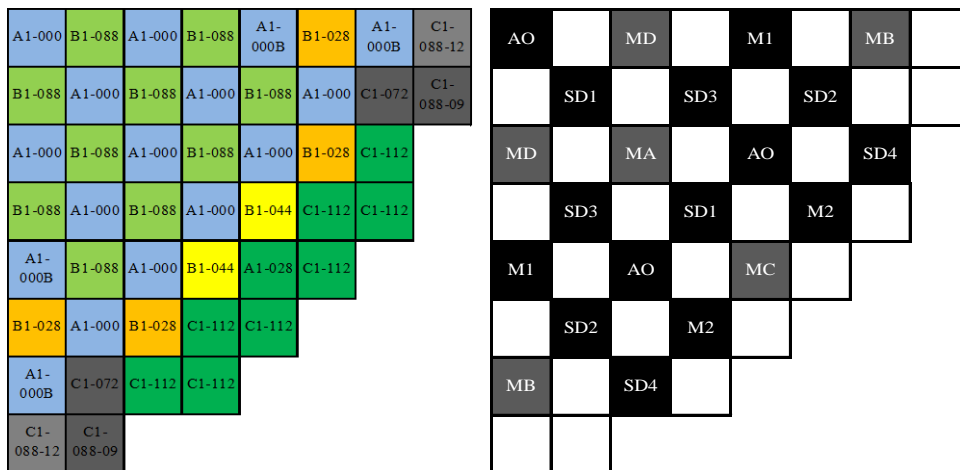 A1-000 B1-088 A1-000 B1-088 A1-000B B1-028 A1-000B C1-088-12
B1-088 A1-000 B1-088 A1-000 B1-088 A1-000 C1-072 C1-088-09
A1-000 B1-088 A1-000 B1-088 A1-000 B1-028 C1-112
B1-088 A1-000 B1-088 A1-000 B1-044 C1-112 C1-112
A1-000B B1-088 A1-000 B1-044 A1-028 C1-112
B1-028 A1-000 B1-028 C1-112 C1-112
A1-000B C1-072 C1-112 C1-112
C1-088-12 C1-088-09
AO MD M1 MB
SD1 SD3 SD2
MD MA AO SD4
SD3 SD1 M2
M1 AO MC
SD2 M2
MB SD4